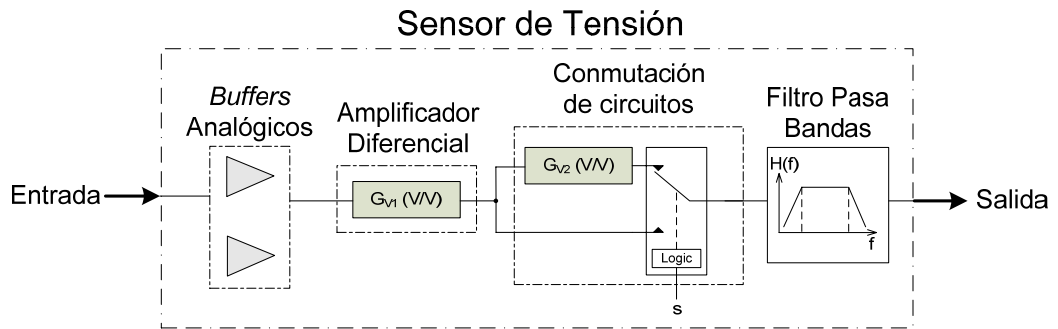 Sensor de Tensión
Buffers
Analógicos
Amplificador
Diferencial
Conmutación
de circuitos
Filtro Pasa
Bandas
Entrada
GV1 (V/V)
GV2 (V/V)
Logic
s
H(f)
f
Salida